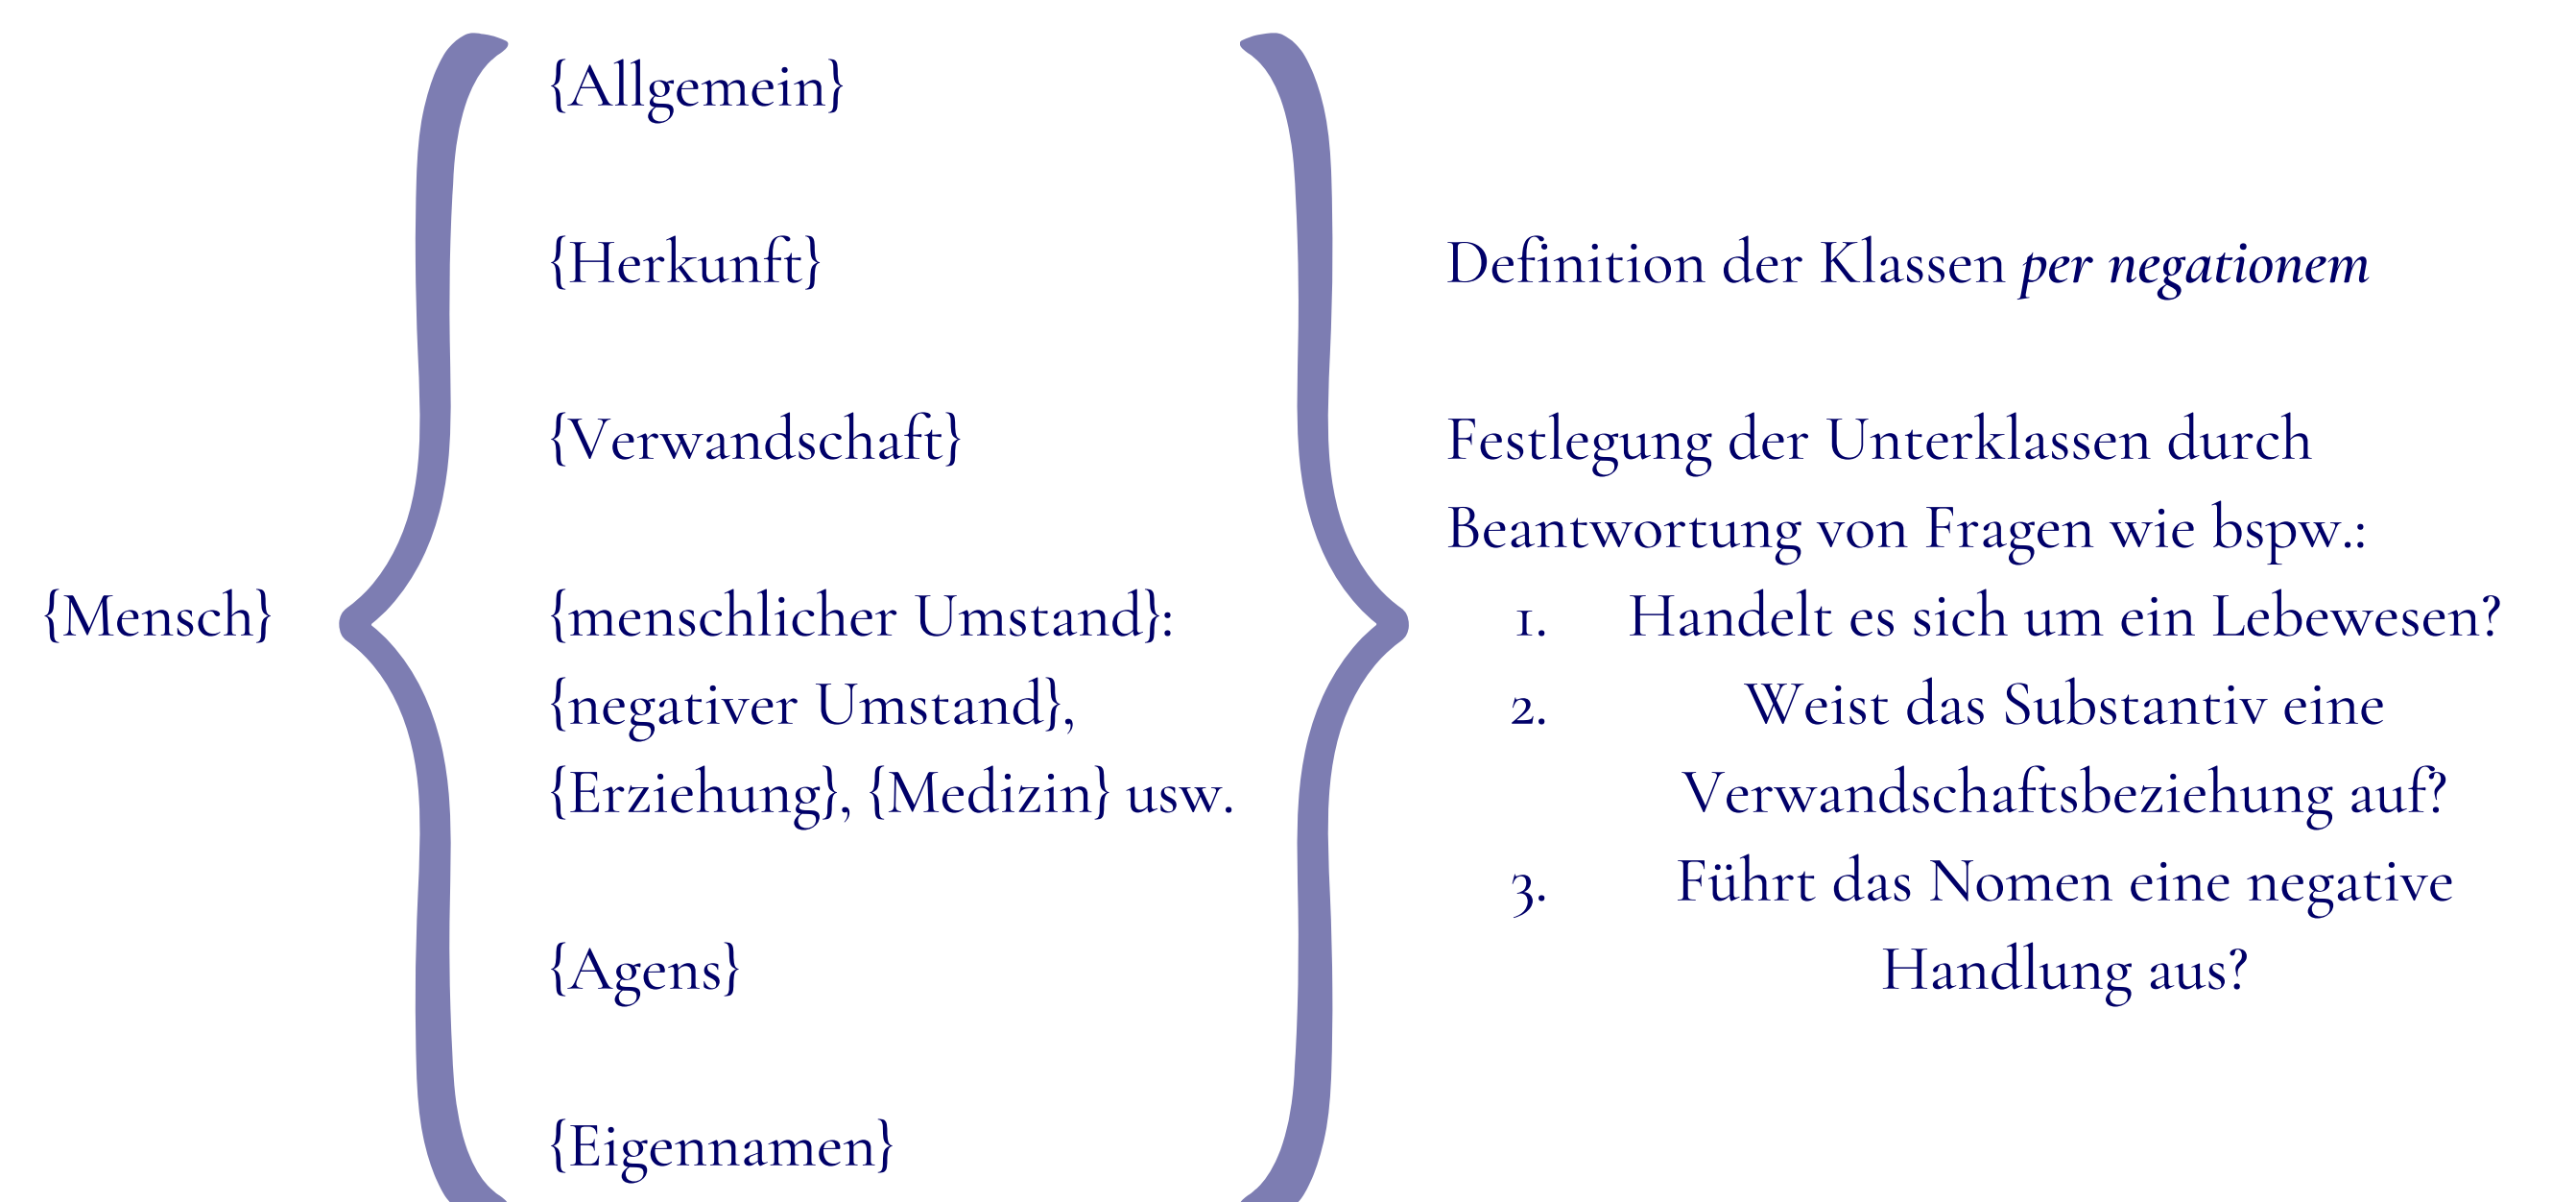 {Mensch}
{Allgemein}
{Herkunft}
{Verwandschaft}
{menschlicher Umstand}:
{negativer Umstand},
{Erziehung}, {Medizin} usw.
{Agens}
{Eigennamen}
Definition der Klassen per negationem
Festlegung der Unterklassen durch
Beantwortung von Fragen wie bspw.:
1. Handelt es sich um ein Lebewesen?
2. Weist das Substantiv eine
Verwandschaftsbeziehung auf?
3. Führt das Nomen eine negative
Handlung aus?